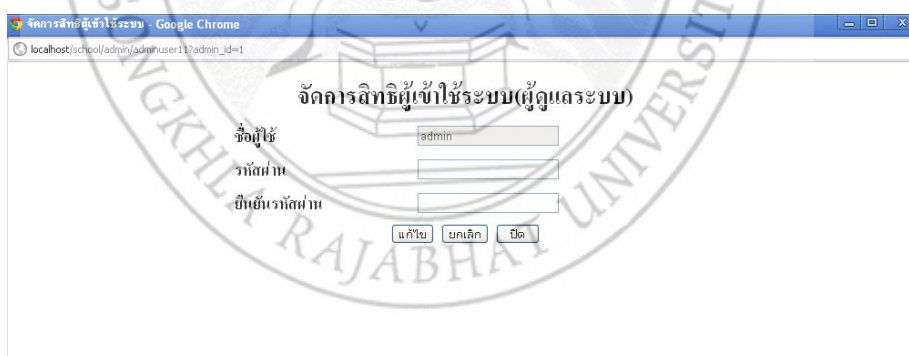 จัดการสิทธิผู้เข้าใช้ระบบ - Google Chrome
localhost/school/admin/adminuser11?admin_id=1
จัดการสิทธิผู้เข้าใช้ระบบ(ผู้ดูแลระบบ)
ชื่อผู้ใช้ admin
รหัสผ่าน
ยืนยันรหัสผ่าน
แก้ไข ยกเลิก ปิด
SONGKHLA RAJABHAT UNIVERSIT